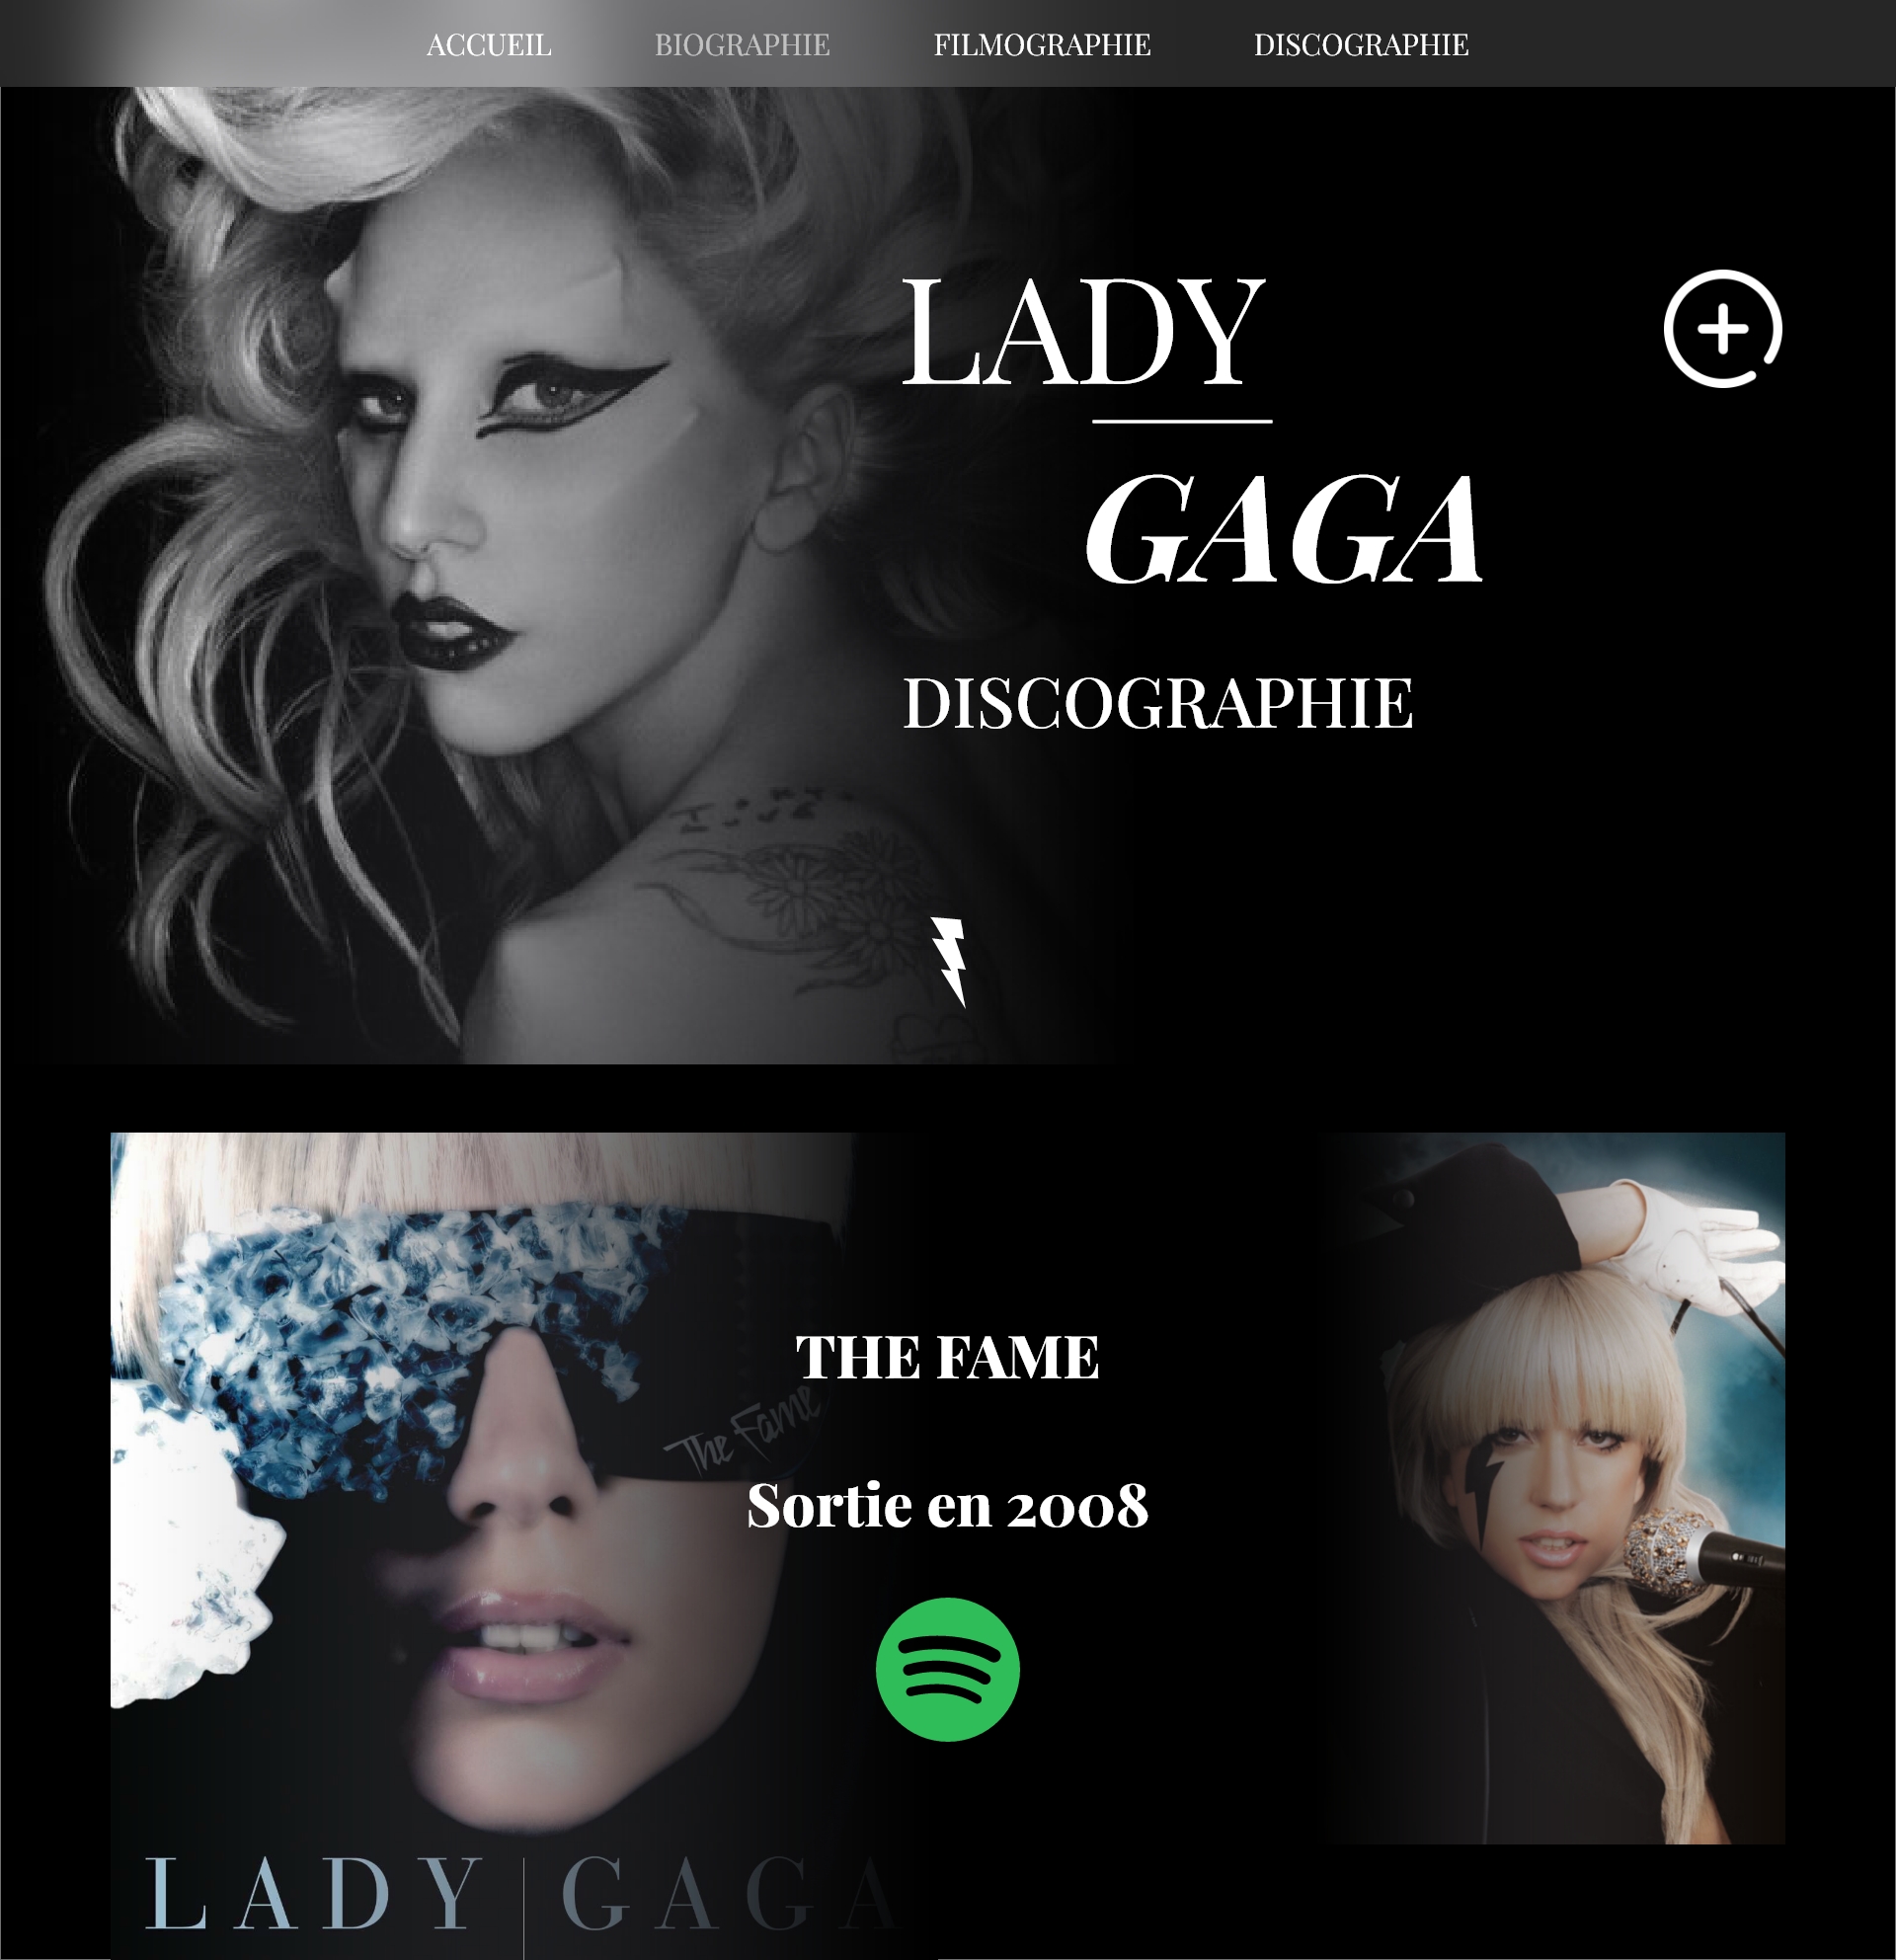 ACCUEIL
BIOGRAPHIE
FILMOGRAPHIE
DISCOGRAPHIE
LADY
GAGA
DISCOGRAPHIE
THE FAME
The Fame
Sortie en 2008
LADY GAGA